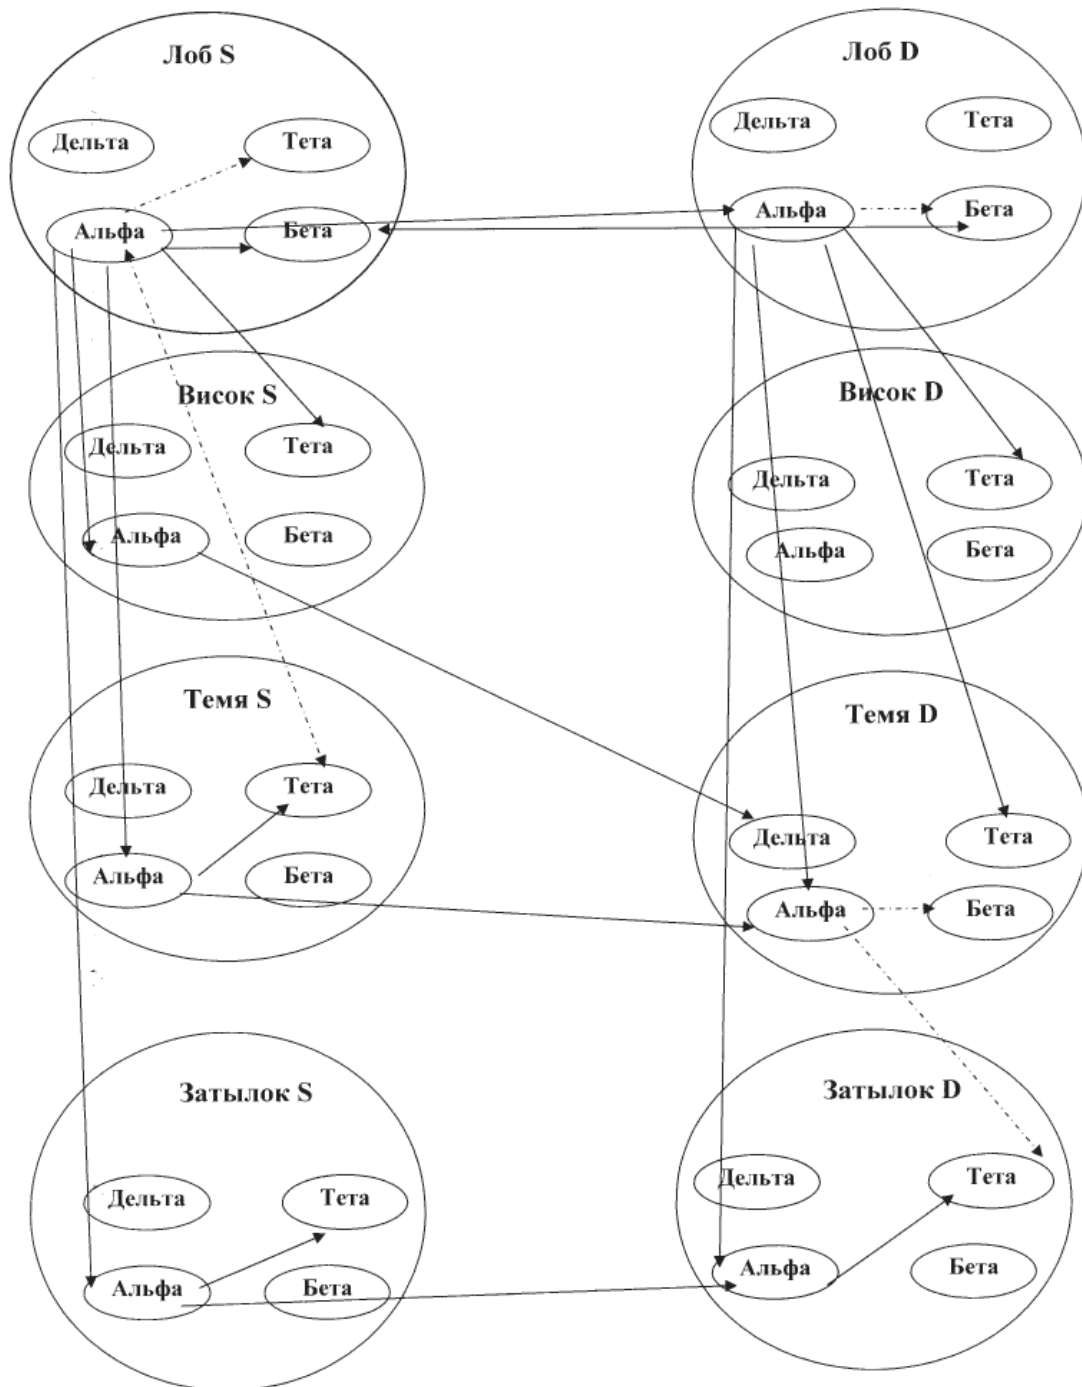 Лоб S
Дельта
Тета
Альфа
Бета
Лоб D
Дельта
Тета
Альфа
Бета
Висок S
Дельта
Тета
Альфа
Бета
Висок D
Дельта
Тета
Альфа
Бета
Темя S
Дельта
Тета
Альфа
Бета
Темя D
Дельта
Тета
Альфа
Бета
Затылок S
Дельта
Тета
Альфа
Бета
Затылок D
Дельта
Тета
Альфа
Бета